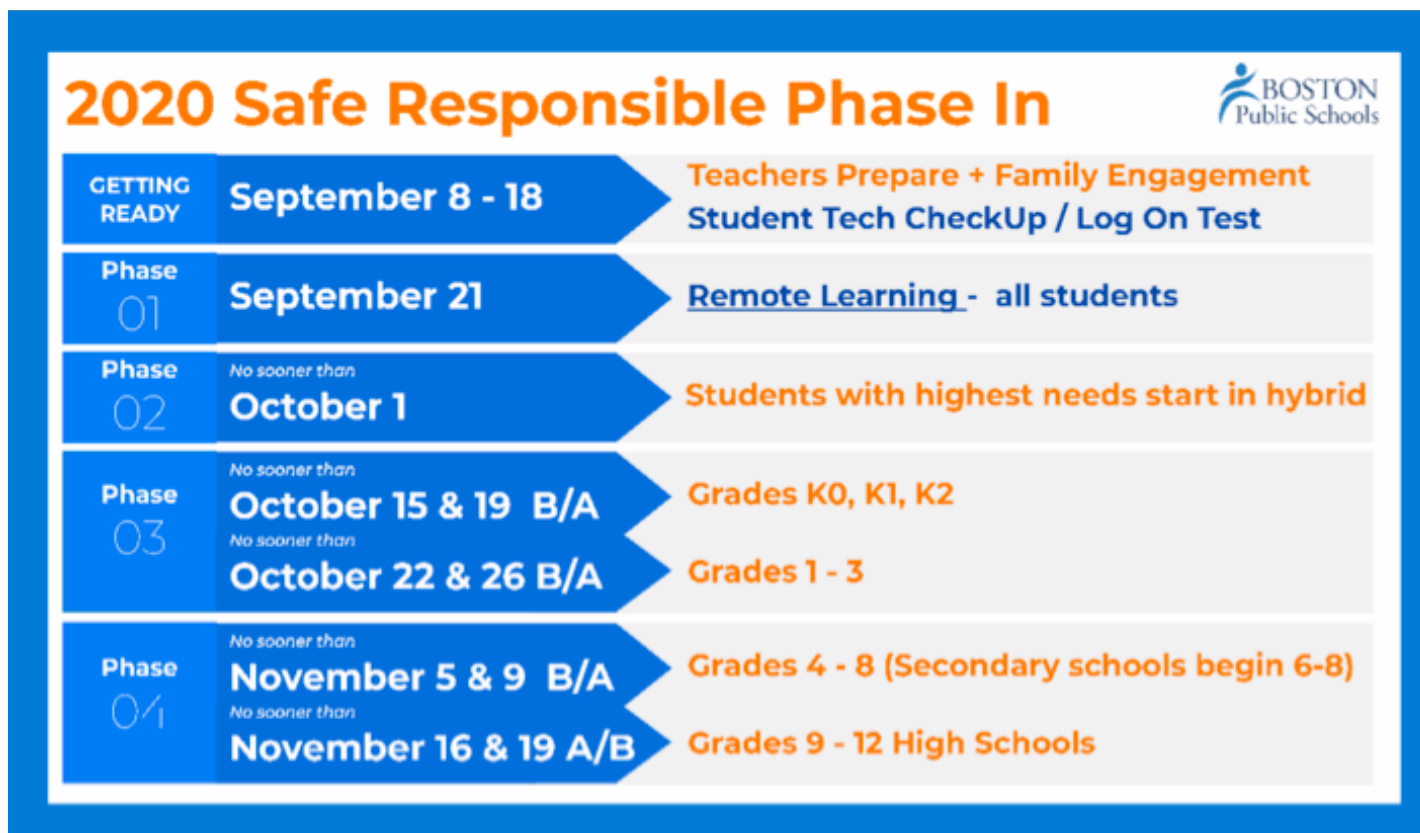 2020 Safe Responsible Phase In
BOSTON
Public Schools
GETTING
READY
September 8 - 18
Teachers Prepare + Family Engagement
Student Tech CheckUp / Log On Test
Phase
01
September 21
Remote Learning - all students
Phase
02
No sooner than
October 1
Students with highest needs start in hybrid
Phase
03
No sooner than
October 15 & 19 B/A
Grades K0, K1, K2
No sooner than
October 22 & 26 B/A
Grades 1 - 3
Phase
04
No sooner than
November 5 & 9 B/A
Grades 4 - 8 (Secondary schools begin 6-8)
No sooner than
November 16 & 19 A/B
Grades 9 - 12 High Schools